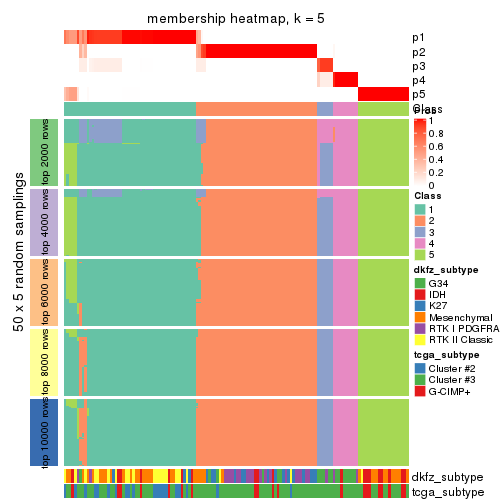 membership heatmap, k = 5
p1
p2
p3
p4
p5
Class
Prob
1
0.8
0.6
0.4
0.2
0
Class
1
2
3
4
5
dkfz_subtype
G34
IDH
K27
Mesenchymal
RTK I PDGFRA
RTK II Classic
tcga_subtype
Cluster #2
Cluster #3
G-CIMP+
50 x 5 random samplings
top 2000 rows
top 4000 rows
top 6000 rows
top 8000 rows
top 10000 rows
dkfz_subtype
tcga_subtype